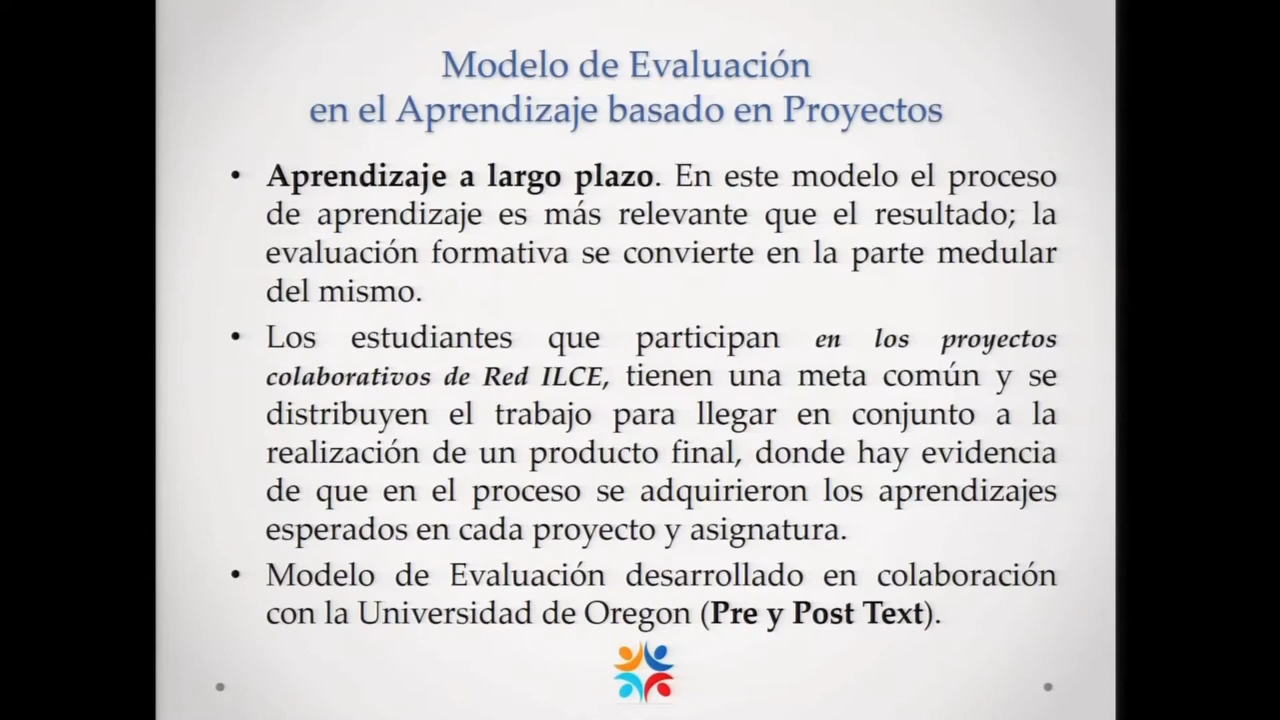 Modelo de Evaluación
en el Aprendizaje basado en Proyectos
• Aprendizaje a largo plazo. En este modelo el proceso
de aprendizaje es más relevante que el resultado; la
evaluación formativa se convierte en la parte medular
del mismo.
• Los estudiantes que participan en los proyectos
colaborativos de Red ILCE, tienen una meta común y se
distribuyen el trabajo para llegar en conjunto a la
realización de un producto final, donde hay evidencia
de que en el proceso se adquirieron los aprendizajes
esperados en cada proyecto y asignatura.
• Modelo de Evaluación desarrollado en colaboración
con la Universidad de Oregon (Pre y Post Text).